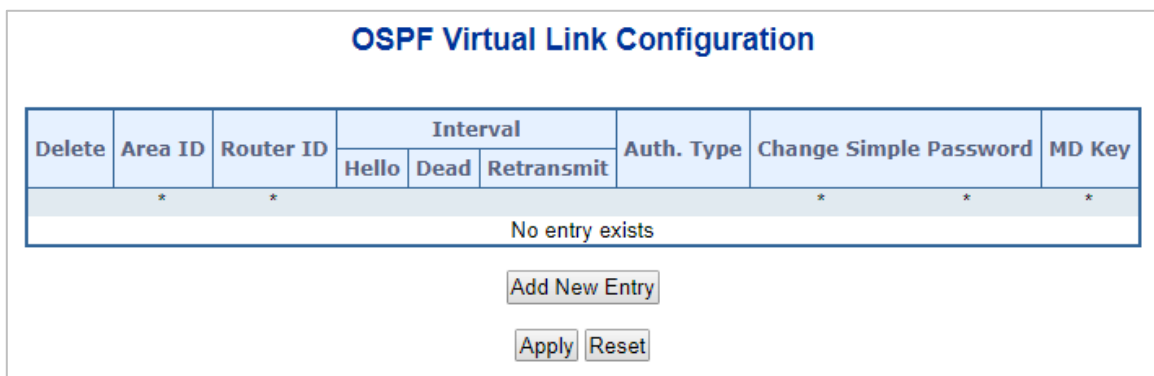 OSPF Virtual Link Configuration
Delete Area ID Router ID Interval Auth. Type Change Simple Password MD Key
Hello Dead Retransmit
* * * * *
No entry exists
Add New Entry
Apply Reset